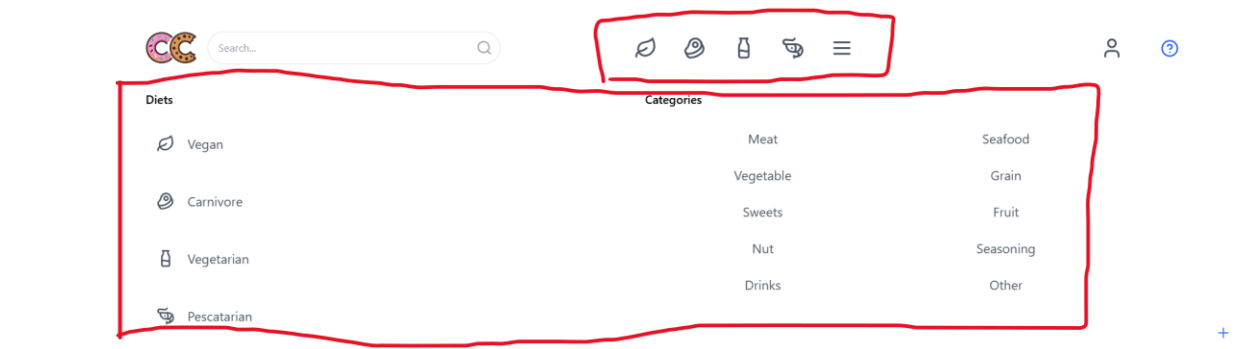 CC
Search...
Diets
Categories
Vegan
Carnivore
Vegetarian
Pescatarian
Meat
Seafood
Vegetable
Grain
Sweets
Fruit
Nut
Seasoning
Drinks
Other